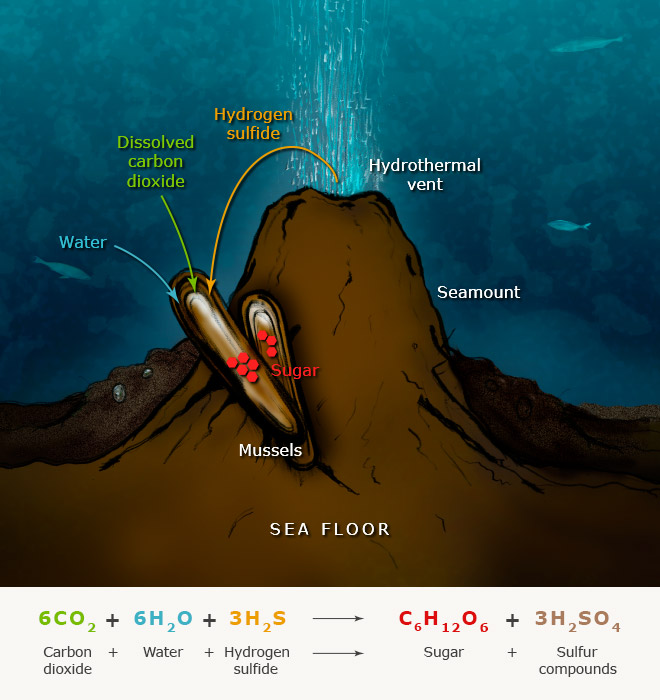 Hydrogen
sulfide
Dissolved
carbon
dioxide
Hydrothermal
vent
Water
Seamount
Sugar
Mussels
SEA FLOOR
6CO₂ + 6H₂O + 3H₂S → C₆H₁₂O₆ + 3H₂SO₄
Carbon dioxide + Water + Hydrogen sulfide → Sugar + Sulfur compounds